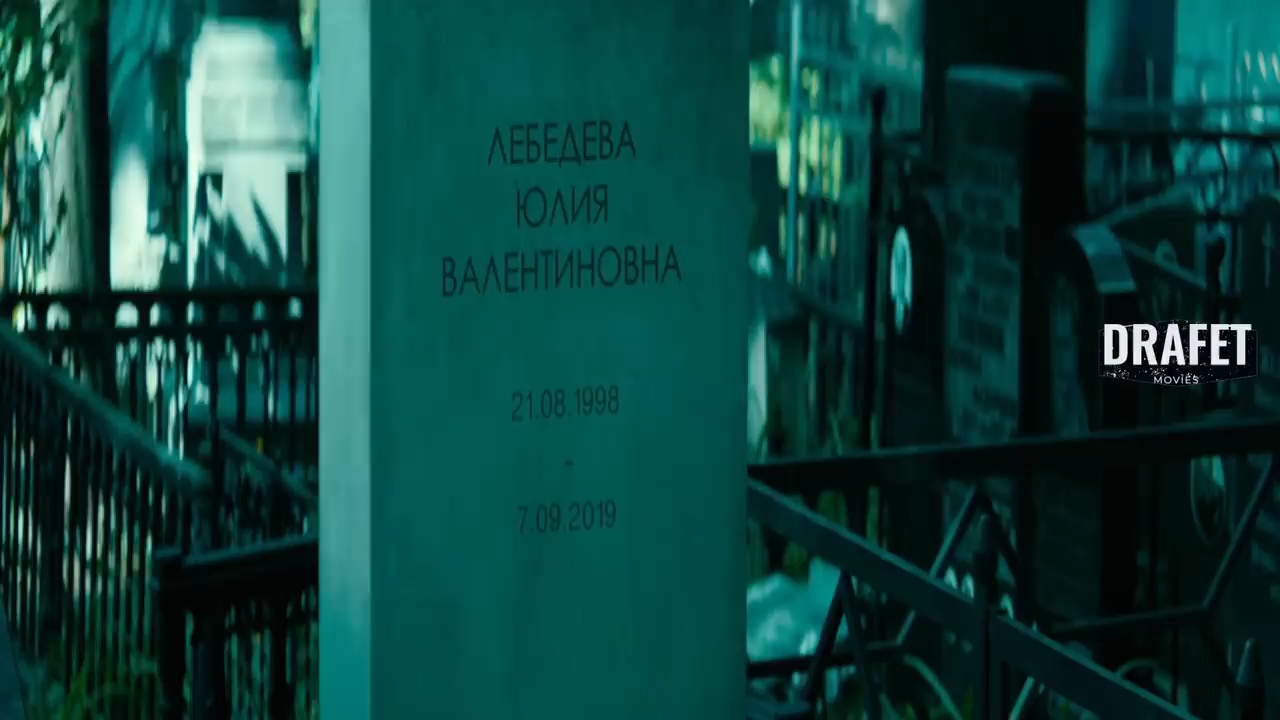 ЛЕБЕДЕВА
ЮЛИЯ
ВАЛЕНТИНОВНА
21.08.1998
-
7.09.2019
DRAFET
MOVIES